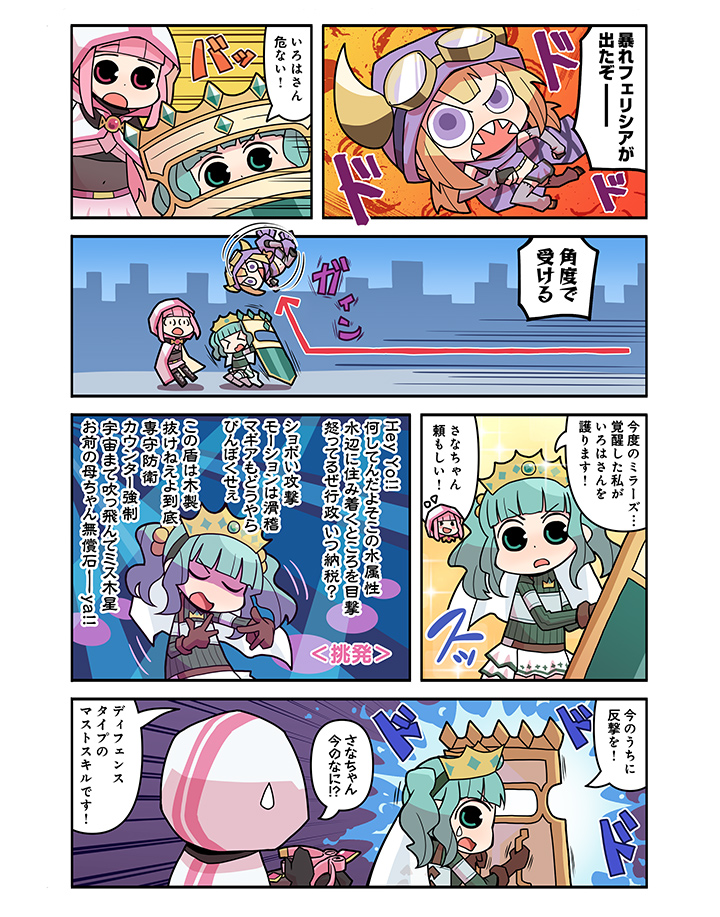 暴れフェリシアが
出たぞ――
ドドド
いろはさん
危ない!
バッ
角度で
受ける
ガイン
今度のミラーズ…
覚醒した私が
いろはさんを
護ります!
さなちゃん
頼もしい!
スッ
Hey Yo!!
何してんだよそこの水属性
水辺に住み着くところを目撃
怒ってるぜ行政 いつ納税?
ショボい攻撃
モーションは滑稽
マギアもどうやら
びんぼくせえ
この盾は木製
抜けねえよ到底
専守防衛
カウンター強制
宇宙まで吹っ飛んでミス木星
お前の母ちゃん無償石――ya!!
<挑発>
今のうちに
反撃を!
ドドドド
さなちゃん
今のなに!?
ディフェンス
タイプの
マストスキルです!